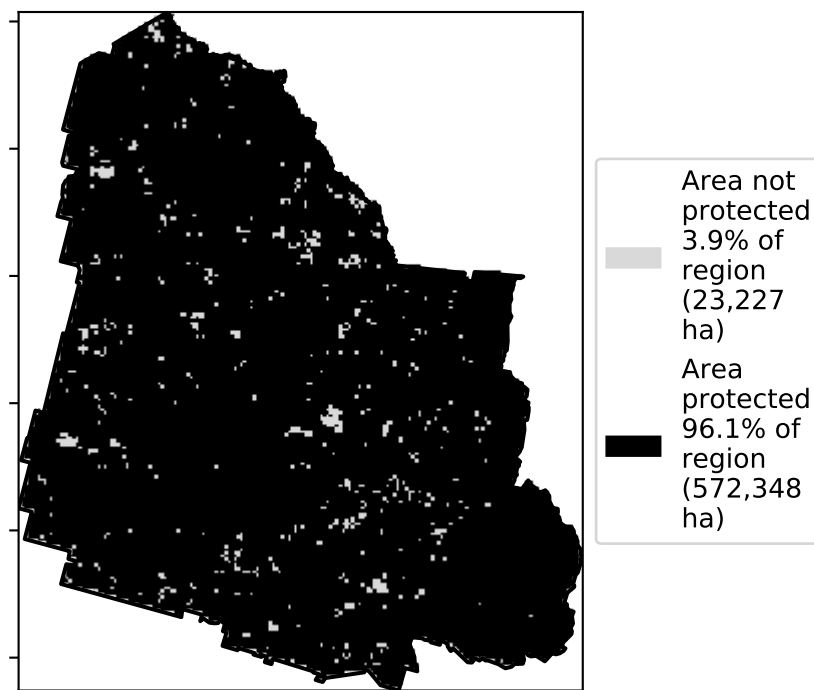 Area not
protected
3.9% of
region
(23,227
ha)
Area
protected
96.1% of
region
(572,348
ha)